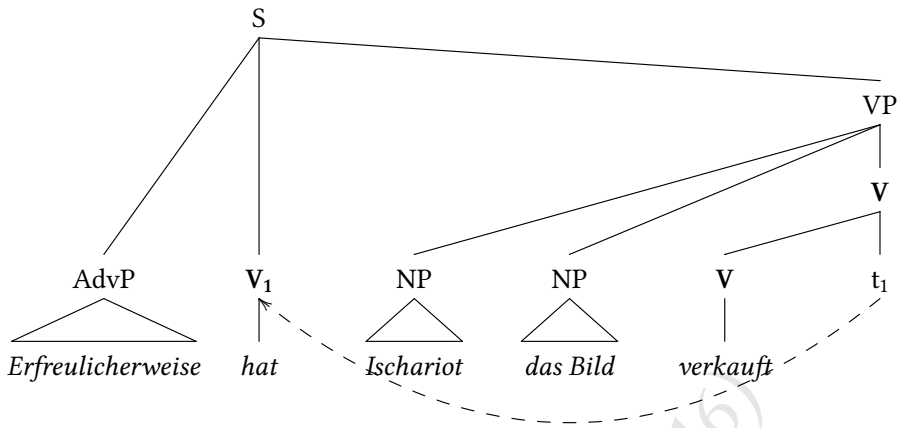 S
VP
V
AdvP V₁ NP NP V t₁
Erfreulicherweise hat Ischariot das Bild verkauft